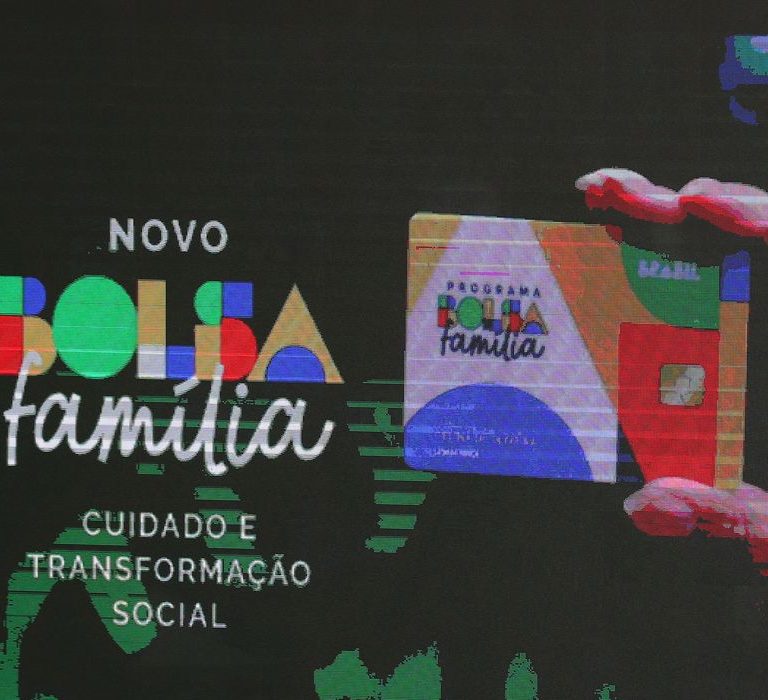 NOVO
BOLSA
família
CUIDADO E
TRANSFORMAÇÃO
SOCIAL
PROGRAMA
BOLSA
família
BRASIL